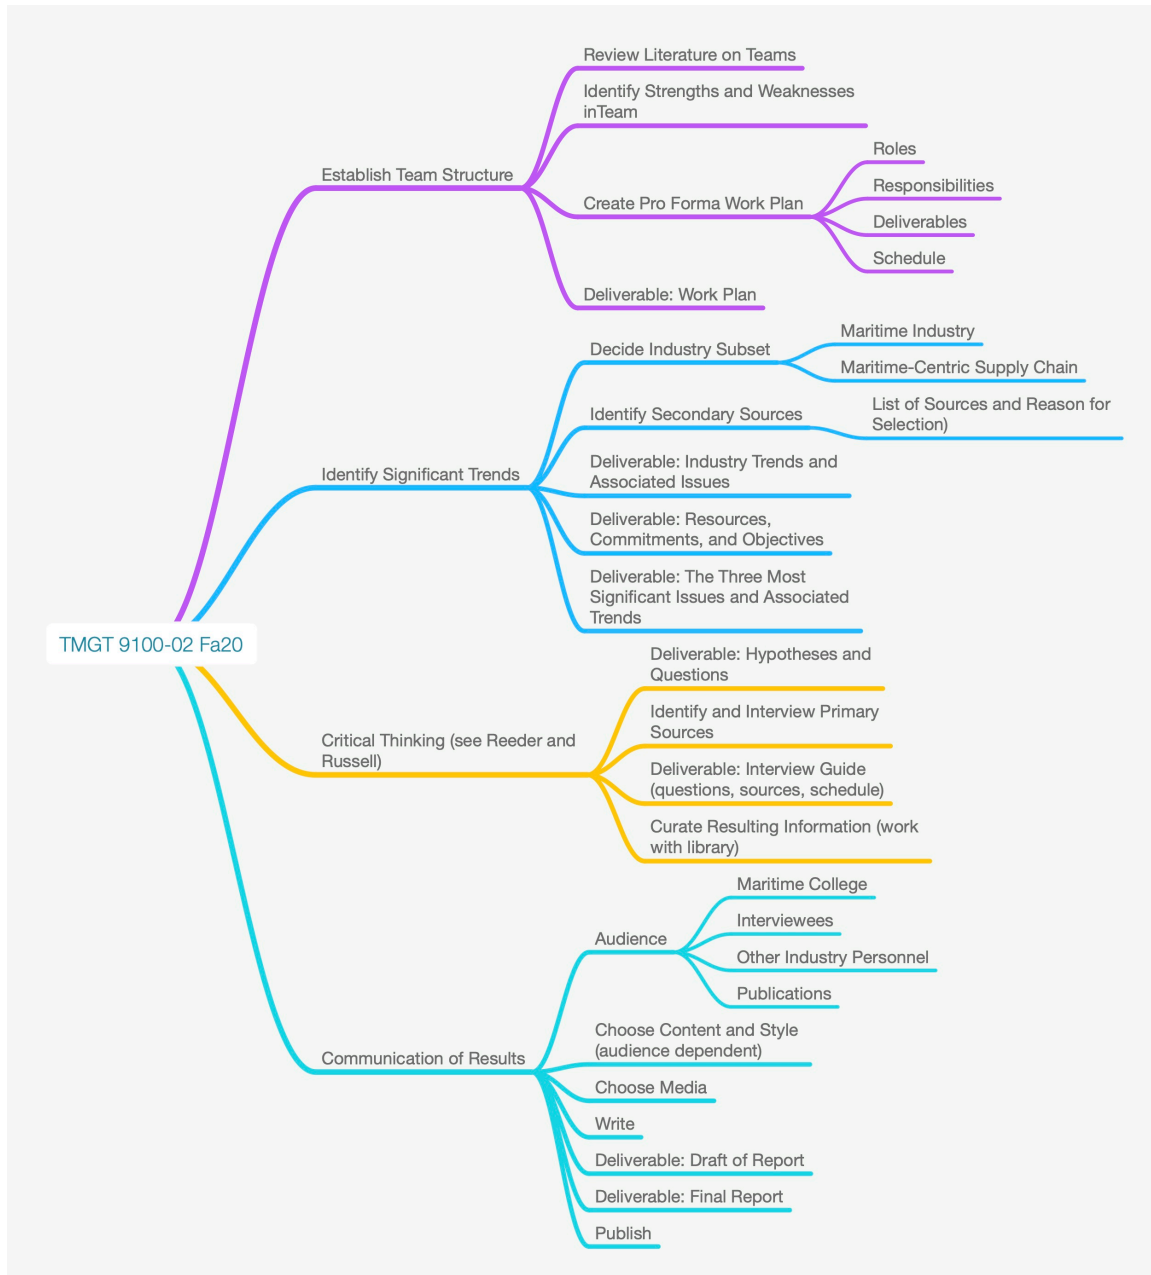 Review Literature on Teams
Identify Strengths and Weaknesses
inTeam
Roles
Establish Team Structure
Responsibilities
Create Pro Forma Work Plan
Deliverables
Schedule
Deliverable: Work Plan
Maritime Industry
Decide Industry Subset
Maritime-Centric Supply Chain
List of Sources and Reason for
Selection)
Identify Secondary Sources
Deliverable: Industry Trends and
Associated Issues
Identify Significant Trends
Deliverable: Resources,
Commitments, and Objectives
Deliverable: The Three Most
Significant Issues and Associated
Trends
TMGT 9100-02 Fa20
Deliverable: Hypotheses and
Questions
Identify and Interview Primary
Sources
Critical Thinking (see Reeder and
Russell)
Deliverable: Interview Guide
(questions, sources, schedule)
Curate Resulting Information (work
with library)
Maritime College
Interviewees
Audience
Other Industry Personnel
Publications
Choose Content and Style
(audience dependent)
Communication of Results
Choose Media
Write
Deliverable: Draft of Report
Deliverable: Final Report
Publish